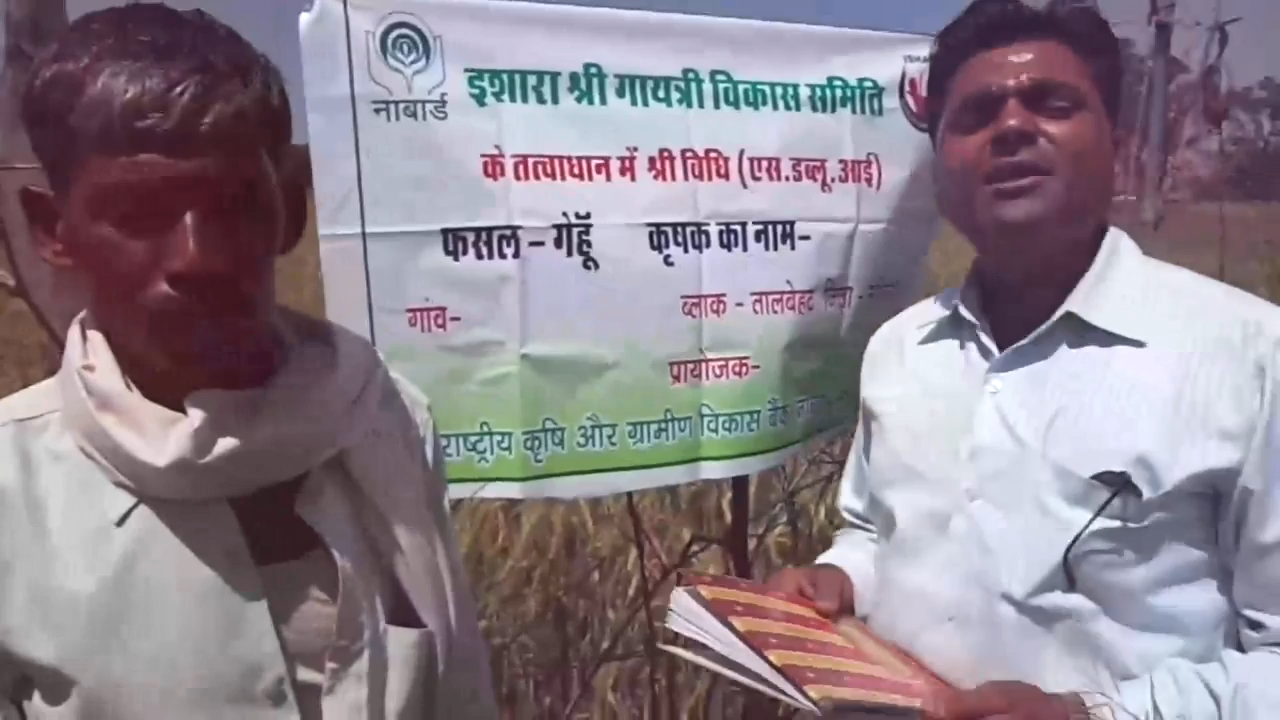 नाबार्ड
इशारा श्री गायत्री विकास समिति
के तत्वाधान में श्री विधि (एस.डब्लू.आई)
फसल - गेहूॅ कृषक का नाम-
गांव- ब्लाक - तालबेहट
प्रायोजक-
राष्ट्रीय कृषि और ग्रामीण विकास बैंक